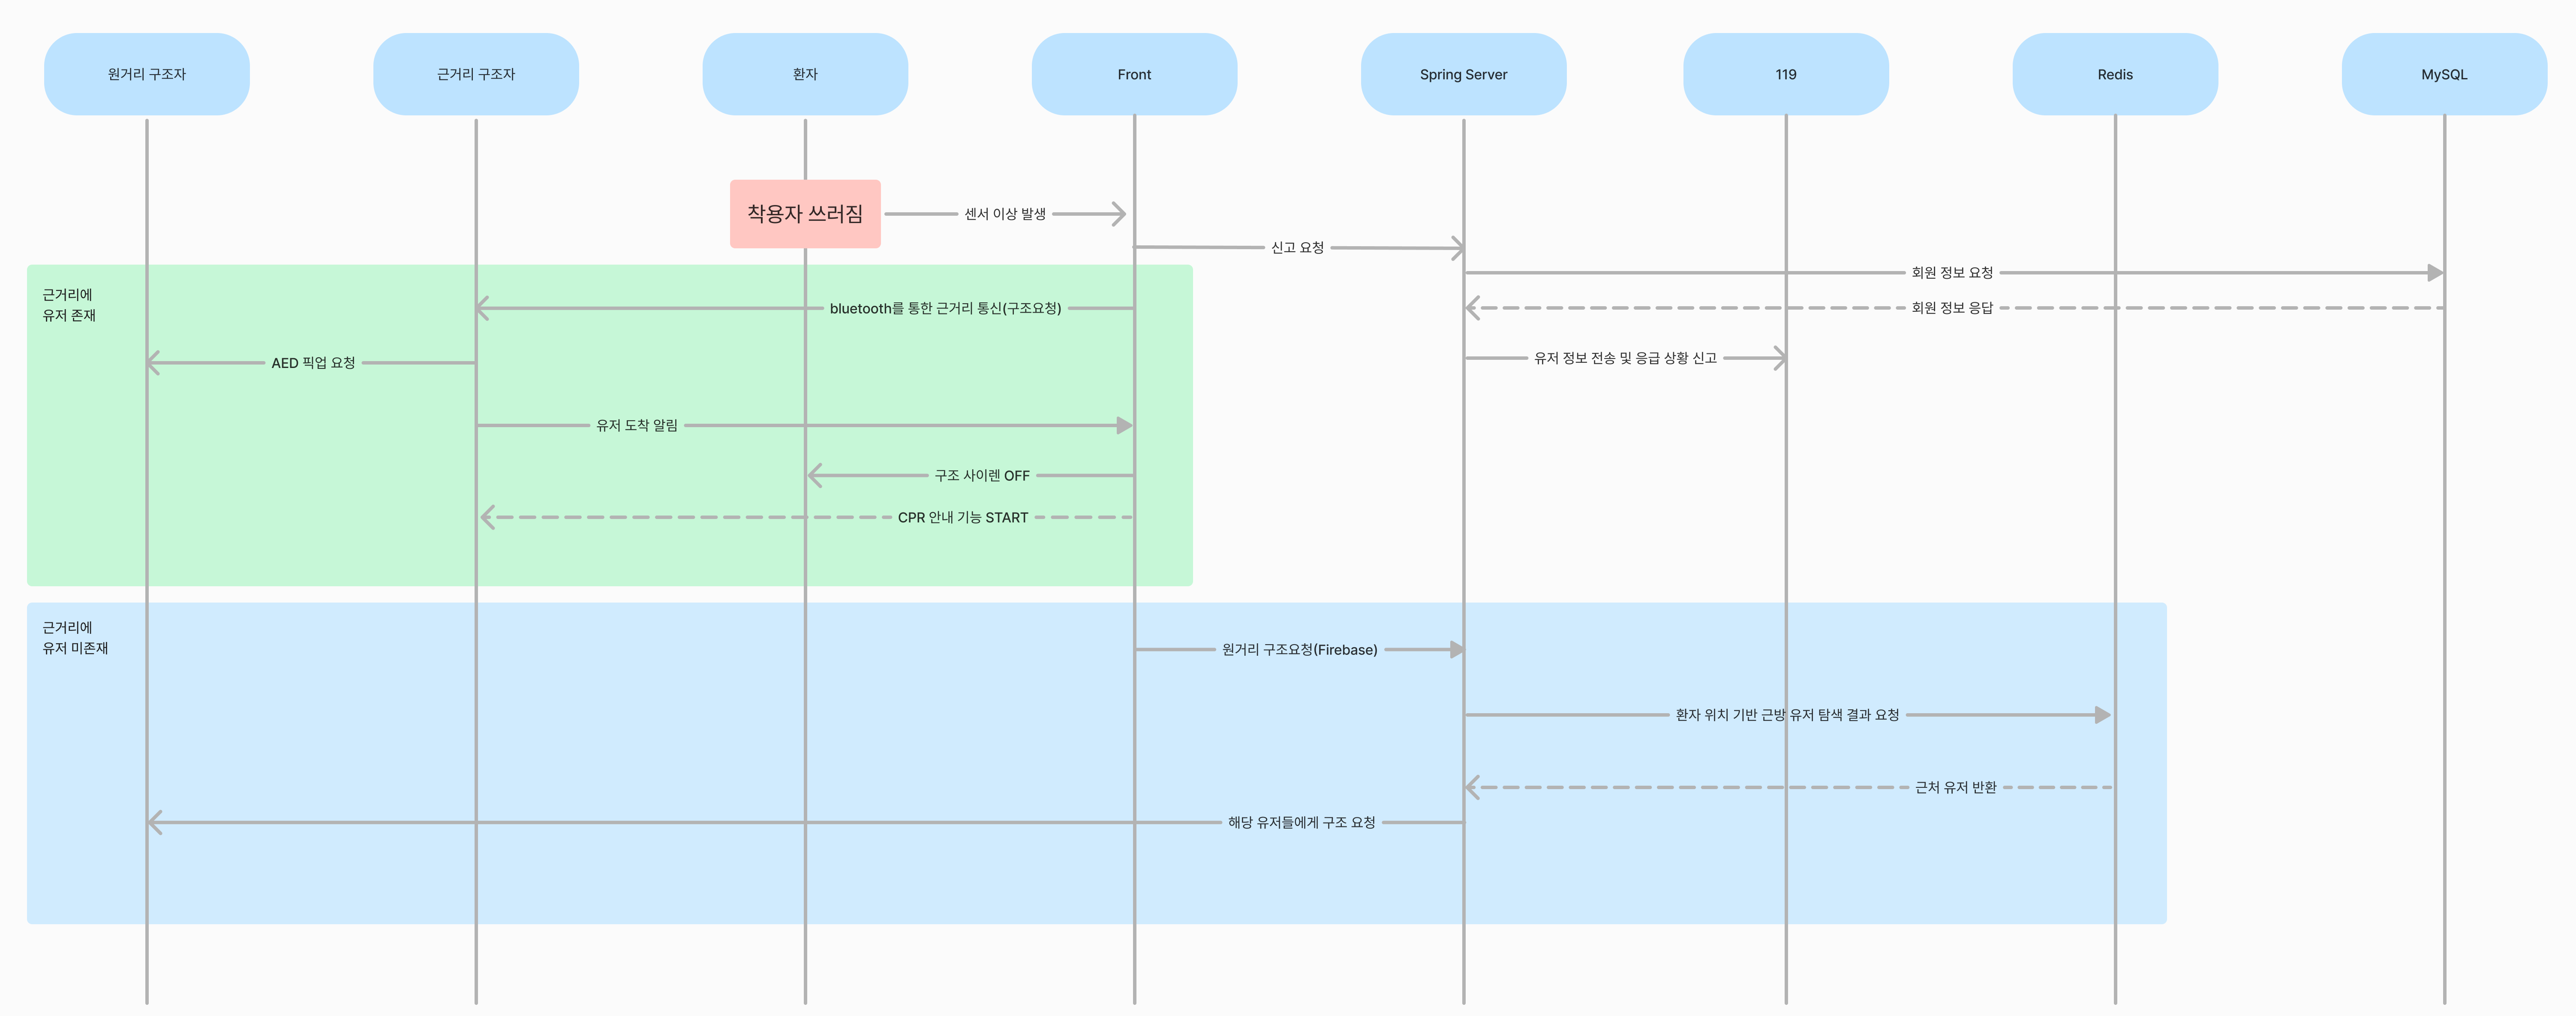 원거리 구조자
근거리 구조자
환자
Front
Spring Server
119
Redis
MySQL
착용자 쓰러짐
센서 이상 발생
신고 요청
회원 정보 요청
근거리에
유저 존재
bluetooth를 통한 근거리 통신(구조요청)
회원 정보 응답
AED 픽업 요청
유저 정보 전송 및 응급 상황 신고
유저 도착 알림
구조 사이렌 OFF
CPR 안내 기능 START
근거리에
유저 미존재
원거리 구조요청(Firebase)
환자 위치 기반 근방 유저 탐색 결과 요청
근처 유저 반환
해당 유저들에게 구조 요청